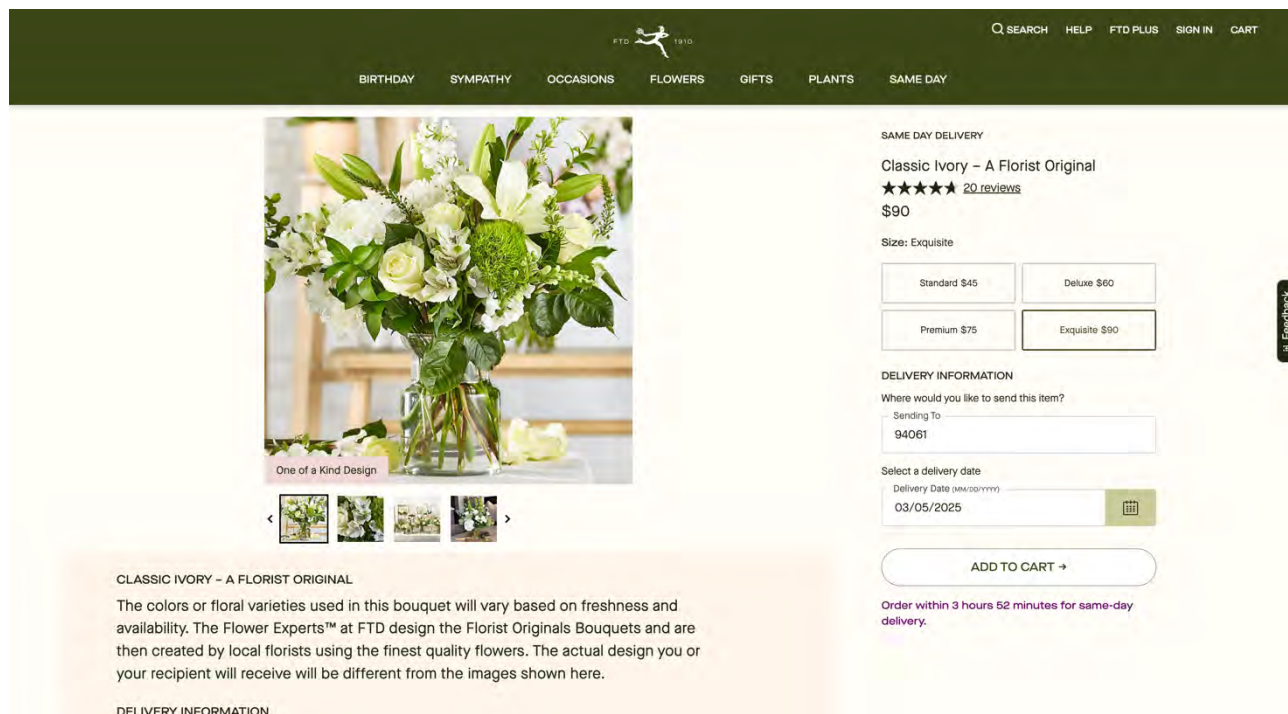 FTD 1910
SEARCH HELP FTD PLUS SIGN IN CART
BIRTHDAY SYMPATHY OCCASIONS FLOWERS GIFTS PLANTS SAME DAY
One of a Kind Design
CLASSIC IVORY – A FLORIST ORIGINAL
The colors or floral varieties used in this bouquet will vary based on freshness and
availability. The Flower Experts™ at FTD design the Florist Originals Bouquets and are
then created by local florists using the finest quality flowers. The actual design you or
your recipient will receive will be different from the images shown here.
DELIVERY INFORMATION
SAME DAY DELIVERY
Classic Ivory – A Florist Original
20 reviews
$90
Size: Exquisite
Standard $45
Deluxe $60
Premium $75
Exquisite $90
DELIVERY INFORMATION
Where would you like to send this item?
Sending To
94061
Select a delivery date
Delivery Date (MM/DD/YYYY)
03/05/2025
ADD TO CART →
Order within 3 hours 52 minutes for same-day
delivery.
Feedback